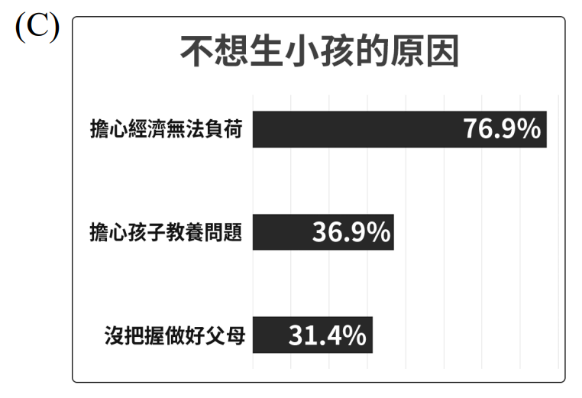 (C)
不想生小孩的原因
擔心經濟無法負荷 76.9%
擔心孩子教養問題 36.9%
沒把握做好父母 31.4%